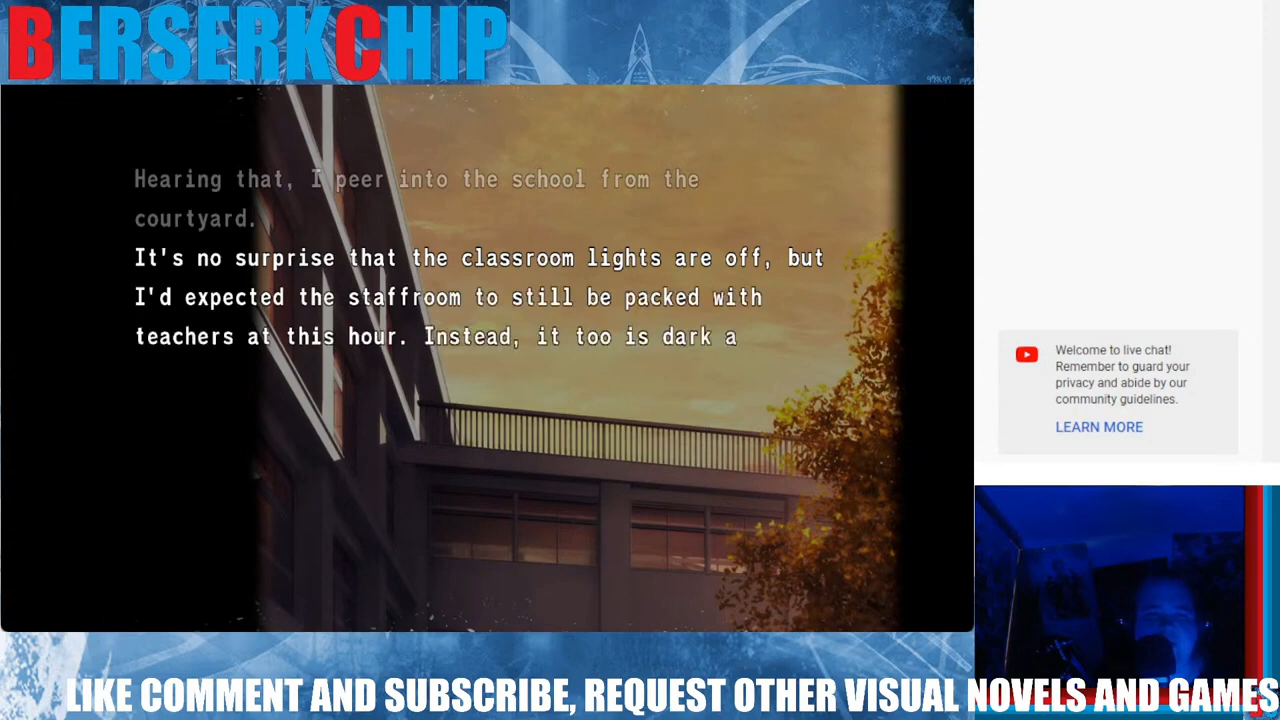 BERSERKCHIP
Hearing that, I peer into the school from the
courtyard.
It's no surprise that the classroom lights are off, but
I'd expected the staffroom to still be packed with
teachers at this hour. Instead, it too is dark a
Welcome to live chat!
Remember to guard your
privacy and abide by our
community guidelines.
LEARN MORE
LIKE COMMENT AND SUBSCRIBE, REQUEST OTHER VISUAL NOVELS AND GAMES